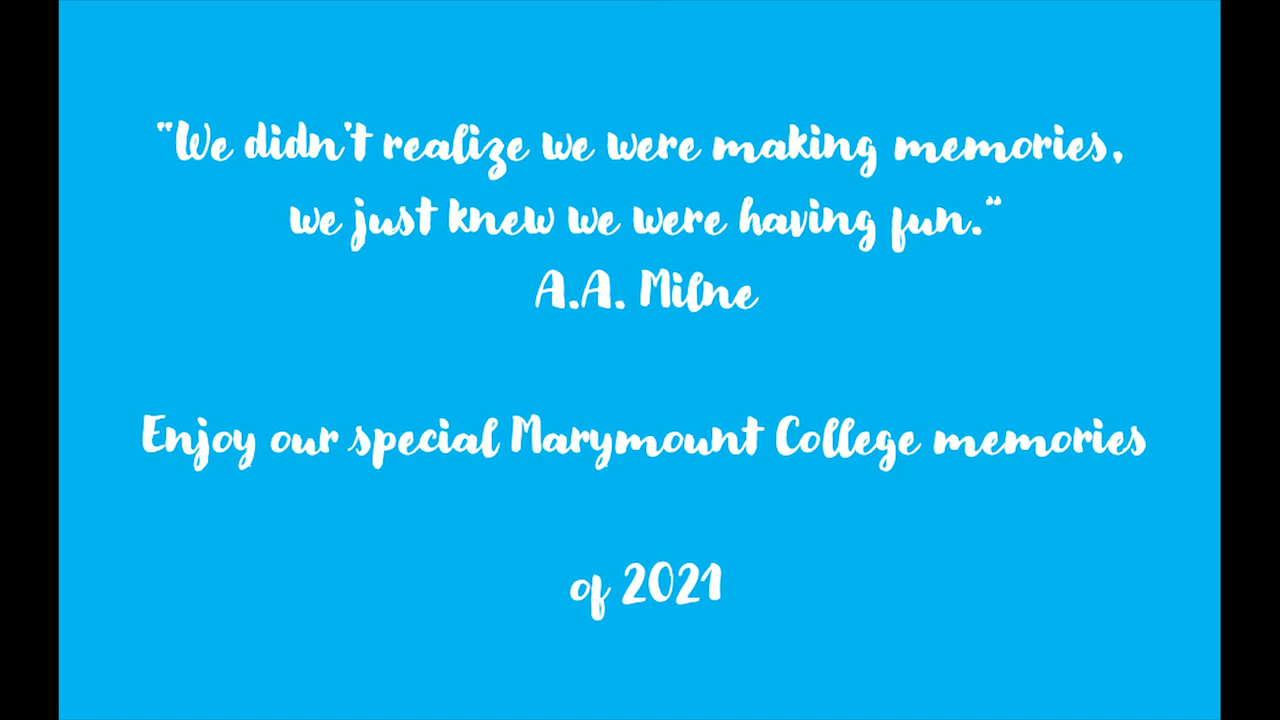 "We didn't realize we were making memories,
we just knew we were having fun."
A.A. Milne
Enjoy our special Marymount College memories
of 2021